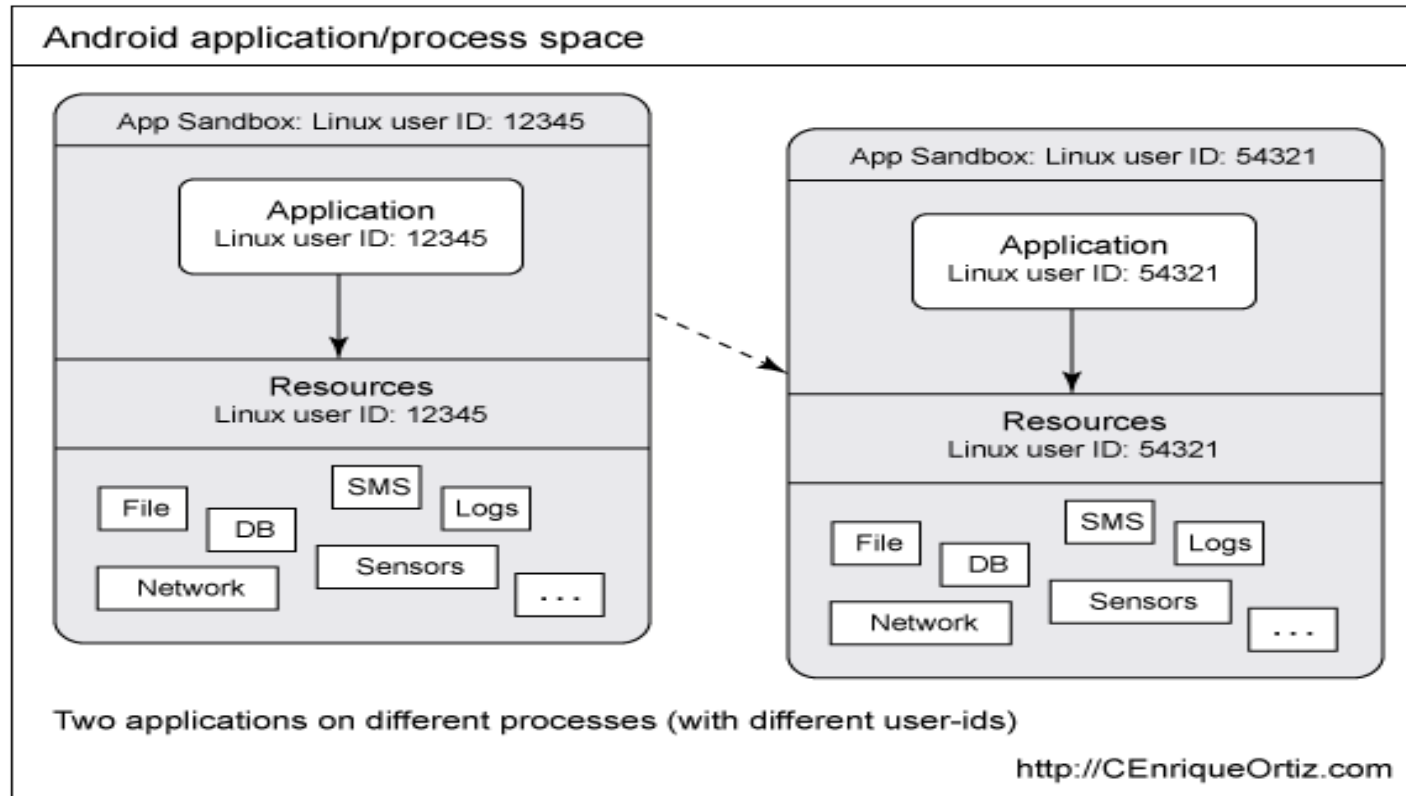 Android application/process space
App Sandbox: Linux user ID: 12345
Application
Linux user ID: 12345
Resources
Linux user ID: 12345
File
DB
SMS
Logs
Network
Sensors
...
App Sandbox: Linux user ID: 54321
Application
Linux user ID: 54321
Resources
Linux user ID: 54321
File
DB
SMS
Logs
Network
Sensors
...
Two applications on different processes (with different user-ids)
http://CEnriqueOrtiz.com